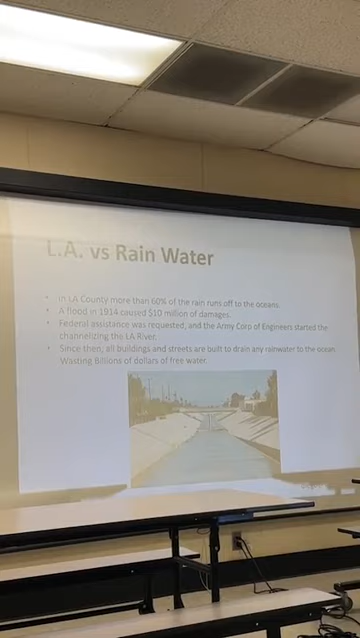 L.A. vs Rain Water
• In LA County more than 60% of the rain runs off to the oceans.
• A flood in 1914 caused $10 million of damages.
• Federal assistance was requested, and the Army Corp of Engineers started the
channelizing the LA River.
• Since then, all buildings and streets are built to drain any rainwater to the ocean.
Wasting Billions of dollars of free water.